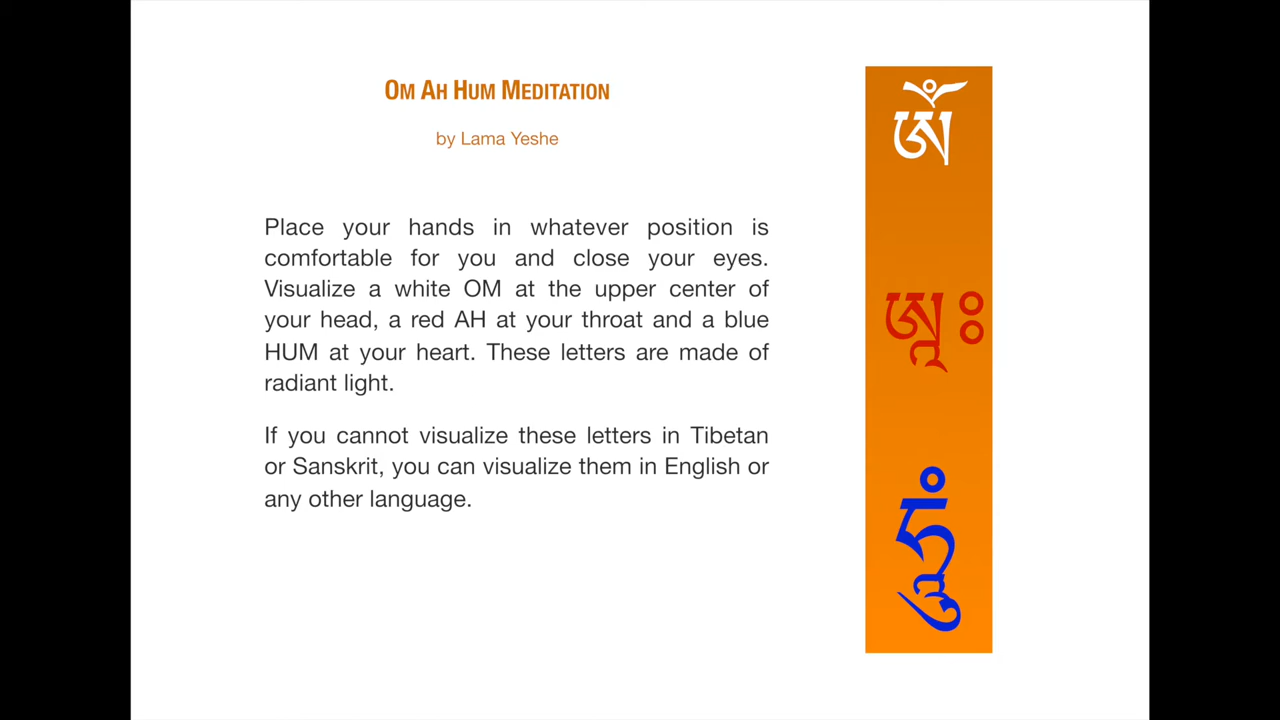 OM AH HUM MEDITATION
by Lama Yeshe
Place your hands in whatever position is
comfortable for you and close your eyes.
Visualize a white OM at the upper center of
your head, a red AH at your throat and a blue
HUM at your heart. These letters are made of
radiant light.
If you cannot visualize these letters in Tibetan
or Sanskrit, you can visualize them in English or
any other language.
ༀ
ཨཱཿ
ཧཱུྃ